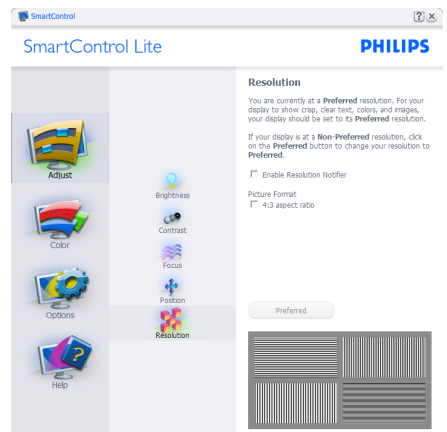 SmartControl
SmartControl Lite
PHILIPS
Adjust
Color
Options
Help
Brightness
Contrast
Focus
Position
Resolution
Resolution
You are currently at a Preferred resolution. For your
display to show crisp, clear text, colors, and images,
your display should be set to its Preferred resolution.
If your display is at a Non-Preferred resolution, click
on the Preferred button to change your resolution to
Preferred.
Enable Resolution Notifier
Picture Format
4:3 aspect ratio
Preferred